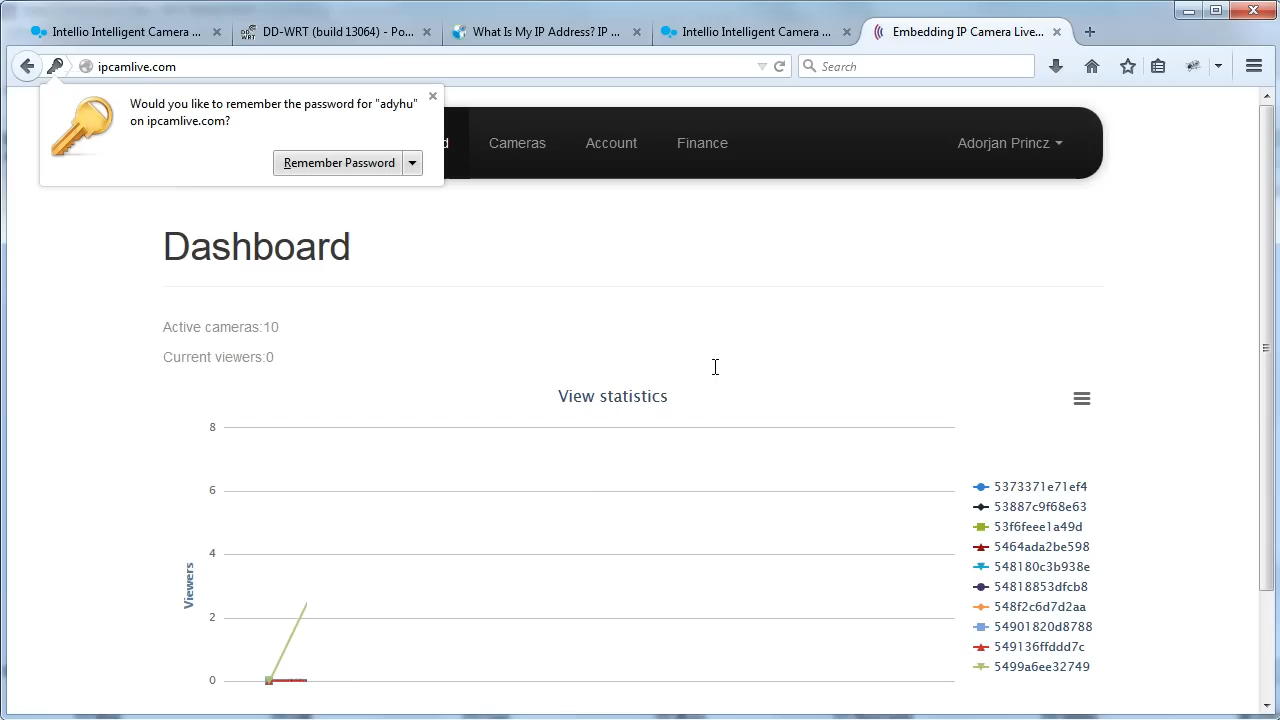 Intellio Intelligent Camera ...
DD-WRT (build 13064) - Po...
What Is My IP Address? IP ...
Intellio Intelligent Camera ...
Embedding IP Camera Live...
ipcamlive.com
Search
Would you like to remember the password for "adyhu"
on ipcamlive.com?
Remember Password
d
Cameras
Account
Finance
Adorjan Princz
Dashboard
Active cameras:10
Current viewers:0
View statistics
8
6
4
2
0
Viewers
5373371e71ef4
53887c9f68e63
53f6feee1a49d
5464ada2be598
548180c3b938e
54818853dfcb8
548f2c6d7d2aa
54901820d8788
549136ffddd7c
5499a6ee32749